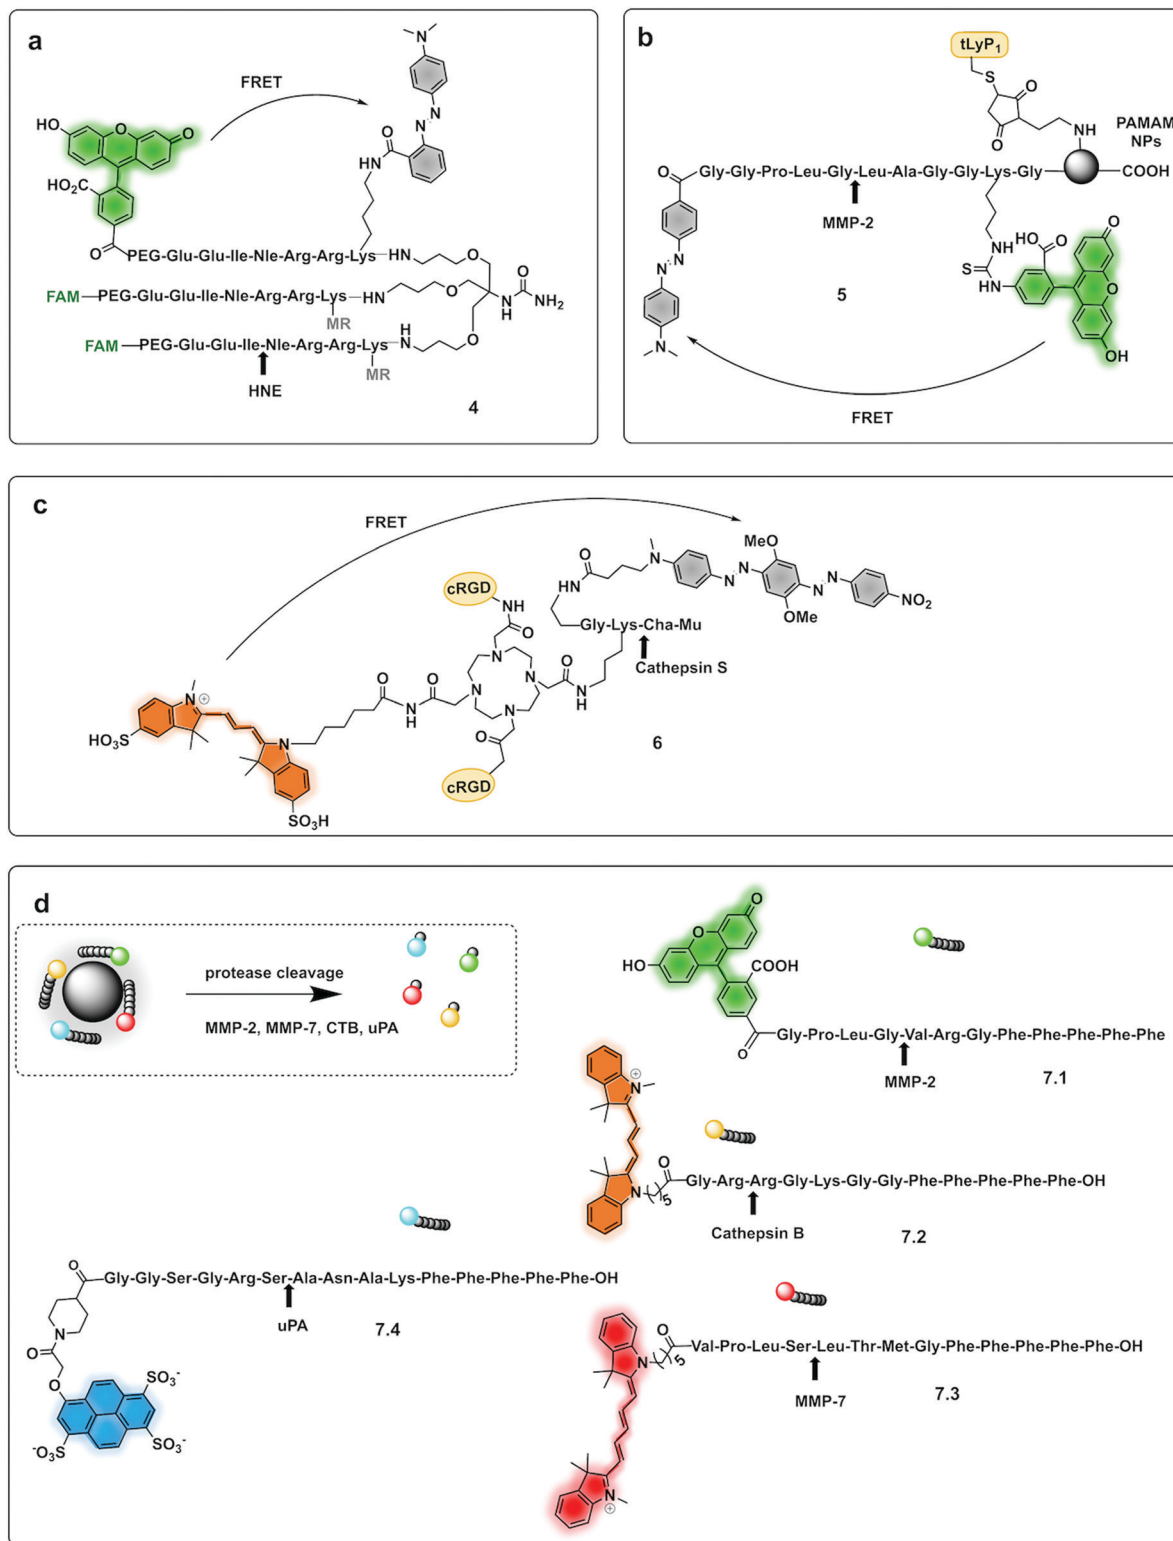 a
FRET
N
N
N
HO
O
O
HO2C
O
O
HN
PEG-Glu-Glu-Ile-Nle-Arg-Arg-Lys
HN
O
FAM
PEG-Glu-Glu-Ile-Nle-Arg-Arg-Lys
HN
O
O
N
H
NH2
MR
FAM
PEG-Glu-Glu-Ile-Nle-Arg-Arg-Lys
H
N
O
MR
HNE
4
b
tLyP1
S
O
O
N
NH
PAMAM
NPs
COOH
O
Gly-Gly-Pro-Leu-Gly-Leu-Ala-Gly-Gly-Lys-Gly
MMP-2
N
N
N
NH
S
NH
HO
O
O
O
OH
5
FRET
c
FRET
cRGD
NH
O
O
NH
N
N
N
MeO
OMe
N
N
NO2
Gly-Lys-Cha-Mu
Cathepsin S
N
N
N
N
O
N
H
O
N
H
O
O
cRGD
N
N
HO3S
SO3H
6
d
protease cleavage
MMP-2, MMP-7, CTB, uPA
O
O
HO
COOH
O
Gly-Pro-Leu-Gly-Val-Arg-Gly-Phe-Phe-Phe-Phe-Phe
MMP-2
7.1
N
N
5
O
Gly-Arg-Arg-Gly-Lys-Gly-Gly-Phe-Phe-Phe-Phe-Phe-OH
Cathepsin B
7.2
O
Gly-Gly-Ser-Gly-Arg-Ser-Ala-Asn-Ala-Lys-Phe-Phe-Phe-Phe-Phe-OH
uPA
7.4
N
O
O
SO3-
-O3S
SO3-
N
5
O
Val-Pro-Leu-Ser-Leu-Thr-Met-Gly-Phe-Phe-Phe-Phe-Phe-OH
MMP-7
7.3
N